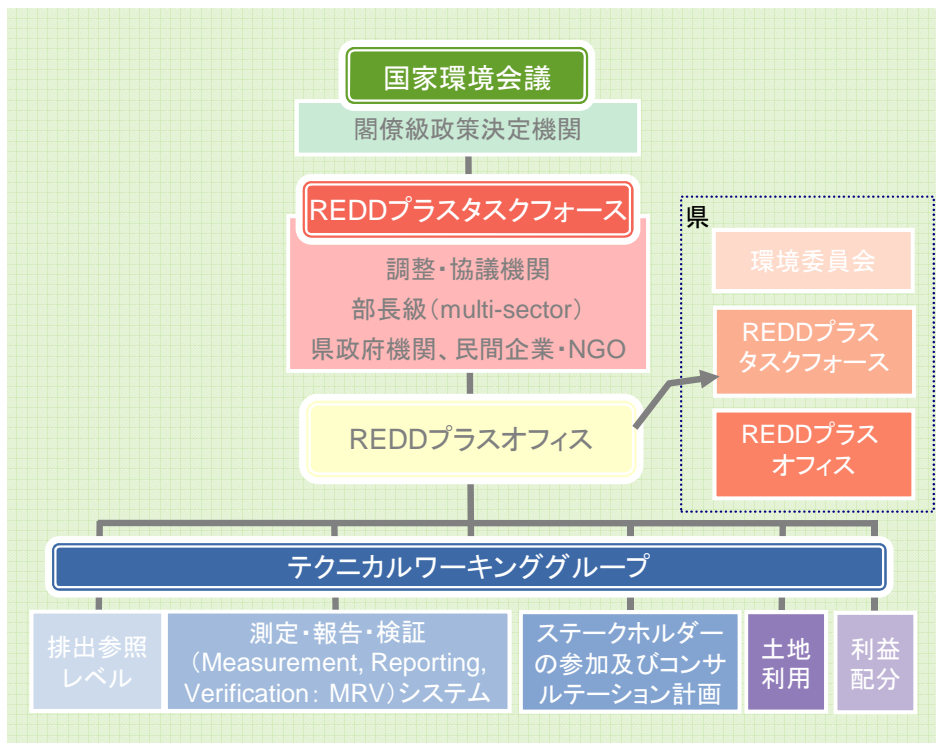 国家環境会議
閣僚級政策決定機関
REDDプラスタスクフォース
調整・協議機関
部長級（multi-sector）
県政府機関、民間企業・NGO
REDDプラスオフィス
県
環境委員会
REDDプラス
タスクフォース
REDDプラス
オフィス
テクニカルワーキンググループ
排出参照
レベル
測定・報告・検証
（Measurement, Reporting,
Verification： MRV）システム
ステークホルダー
の参加及びコンサ
ルテーション計画
土地
利用
利益
配分